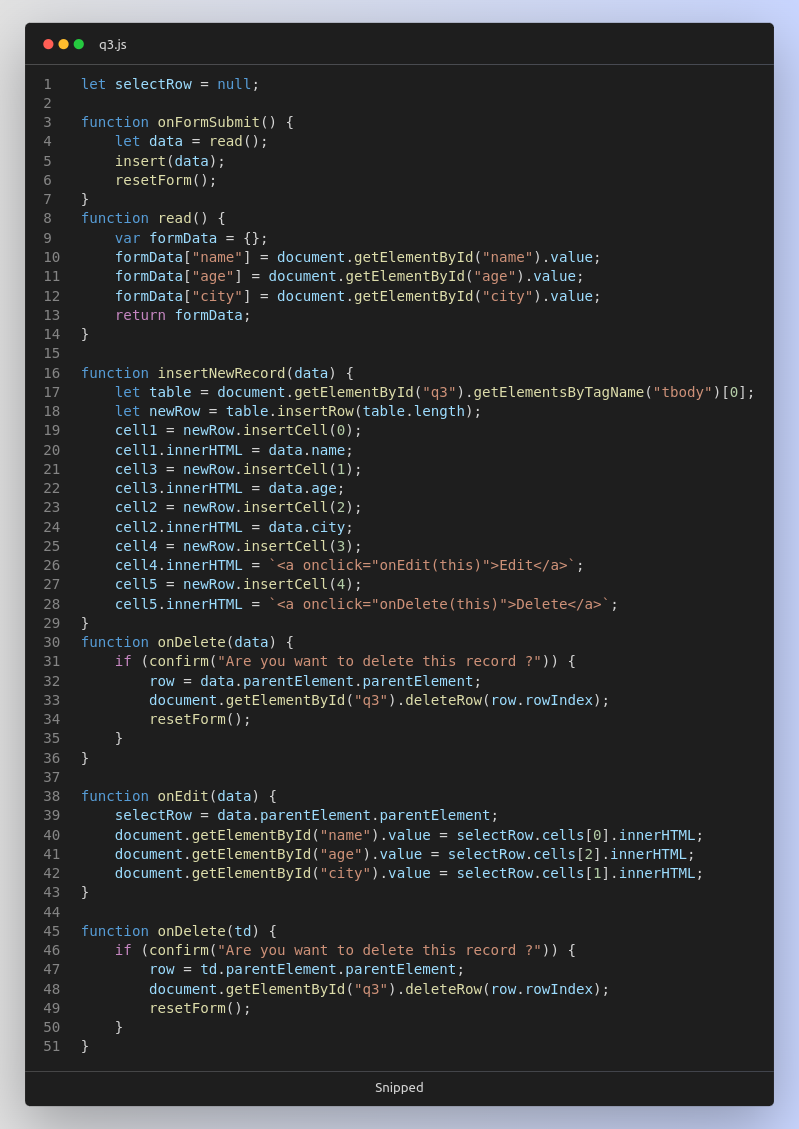 q3.js
1 let selectRow = null;
2
3 function onFormSubmit() {
4     let data = read();
5     insert(data);
6     resetForm();
7 }
8 function read() {
9     var formData = {};
10     formData["name"] = document.getElementById("name").value;
11     formData["age"] = document.getElementById("age").value;
12     formData["city"] = document.getElementById("city").value;
13     return formData;
14 }
15
16 function insertNewRecord(data) {
17     let table = document.getElementById("q3").getElementsByTagName("tbody")[0];
18     let newRow = table.insertRow(table.length);
19     cell1 = newRow.insertCell(0);
20     cell1.innerHTML = data.name;
21     cell3 = newRow.insertCell(1);
22     cell3.innerHTML = data.age;
23     cell2 = newRow.insertCell(2);
24     cell2.innerHTML = data.city;
25     cell4 = newRow.insertCell(3);
26     cell4.innerHTML = `<a onclick="onEdit(this)">Edit</a>`;
27     cell5 = newRow.insertCell(4);
28     cell5.innerHTML = `<a onclick="onDelete(this)">Delete</a>`;
29 }
30 function onDelete(data) {
31     if (confirm("Are you want to delete this record ?")) {
32         row = data.parentElement.parentElement;
33         document.getElementById("q3").deleteRow(row.rowIndex);
34         resetForm();
35     }
36 }
37
38 function onEdit(data) {
39     selectRow = data.parentElement.parentElement;
40     document.getElementById("name").value = selectRow.cells[0].innerHTML;
41     document.getElementById("age").value = selectRow.cells[2].innerHTML;
42     document.getElementById("city").value = selectRow.cells[1].innerHTML;
43 }
44
45 function onDelete(td) {
46     if (confirm("Are you want to delete this record ?")) {
47         row = td.parentElement.parentElement;
48         document.getElementById("q3").deleteRow(row.rowIndex);
49         resetForm();
50     }
51 }
Snipped